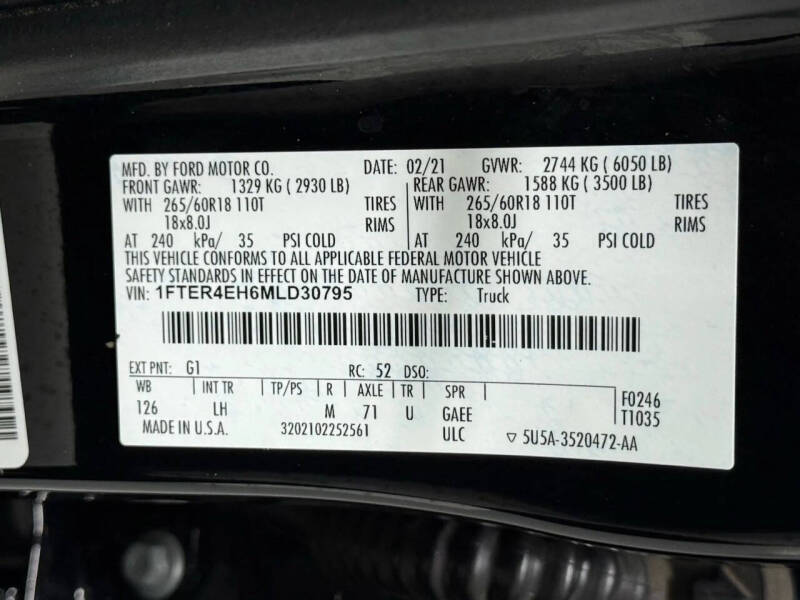 MFD. BY FORD MOTOR CO. DATE: 02/21 GVWR: 2744 KG ( 6050 LB)
FRONT GAWR: 1329 KG ( 2930 LB) REAR GAWR: 1588 KG ( 3500 LB)
WITH 265/60R18 110T TIRES WITH 265/60R18 110T TIRES
18x8.0J RIMS 18x8.0J RIMS
AT 240 kPa/ 35 PSI COLD AT 240 kPa/ 35 PSI COLD
THIS VEHICLE CONFORMS TO ALL APPLICABLE FEDERAL MOTOR VEHICLE
SAFETY STANDARDS IN EFFECT ON THE DATE OF MANUFACTURE SHOWN ABOVE.
VIN: 1FTER4EH6MLD30795 TYPE: Truck
EXT PNT: G1 RC: 52 DSO:
WB INT TR TP/PS R AXLE TR SPR F0246
126 LH M 71 U GAEE T1035
MADE IN U.S.A. 3202102252561 ULC ▽ 5U5A-3520472-AA